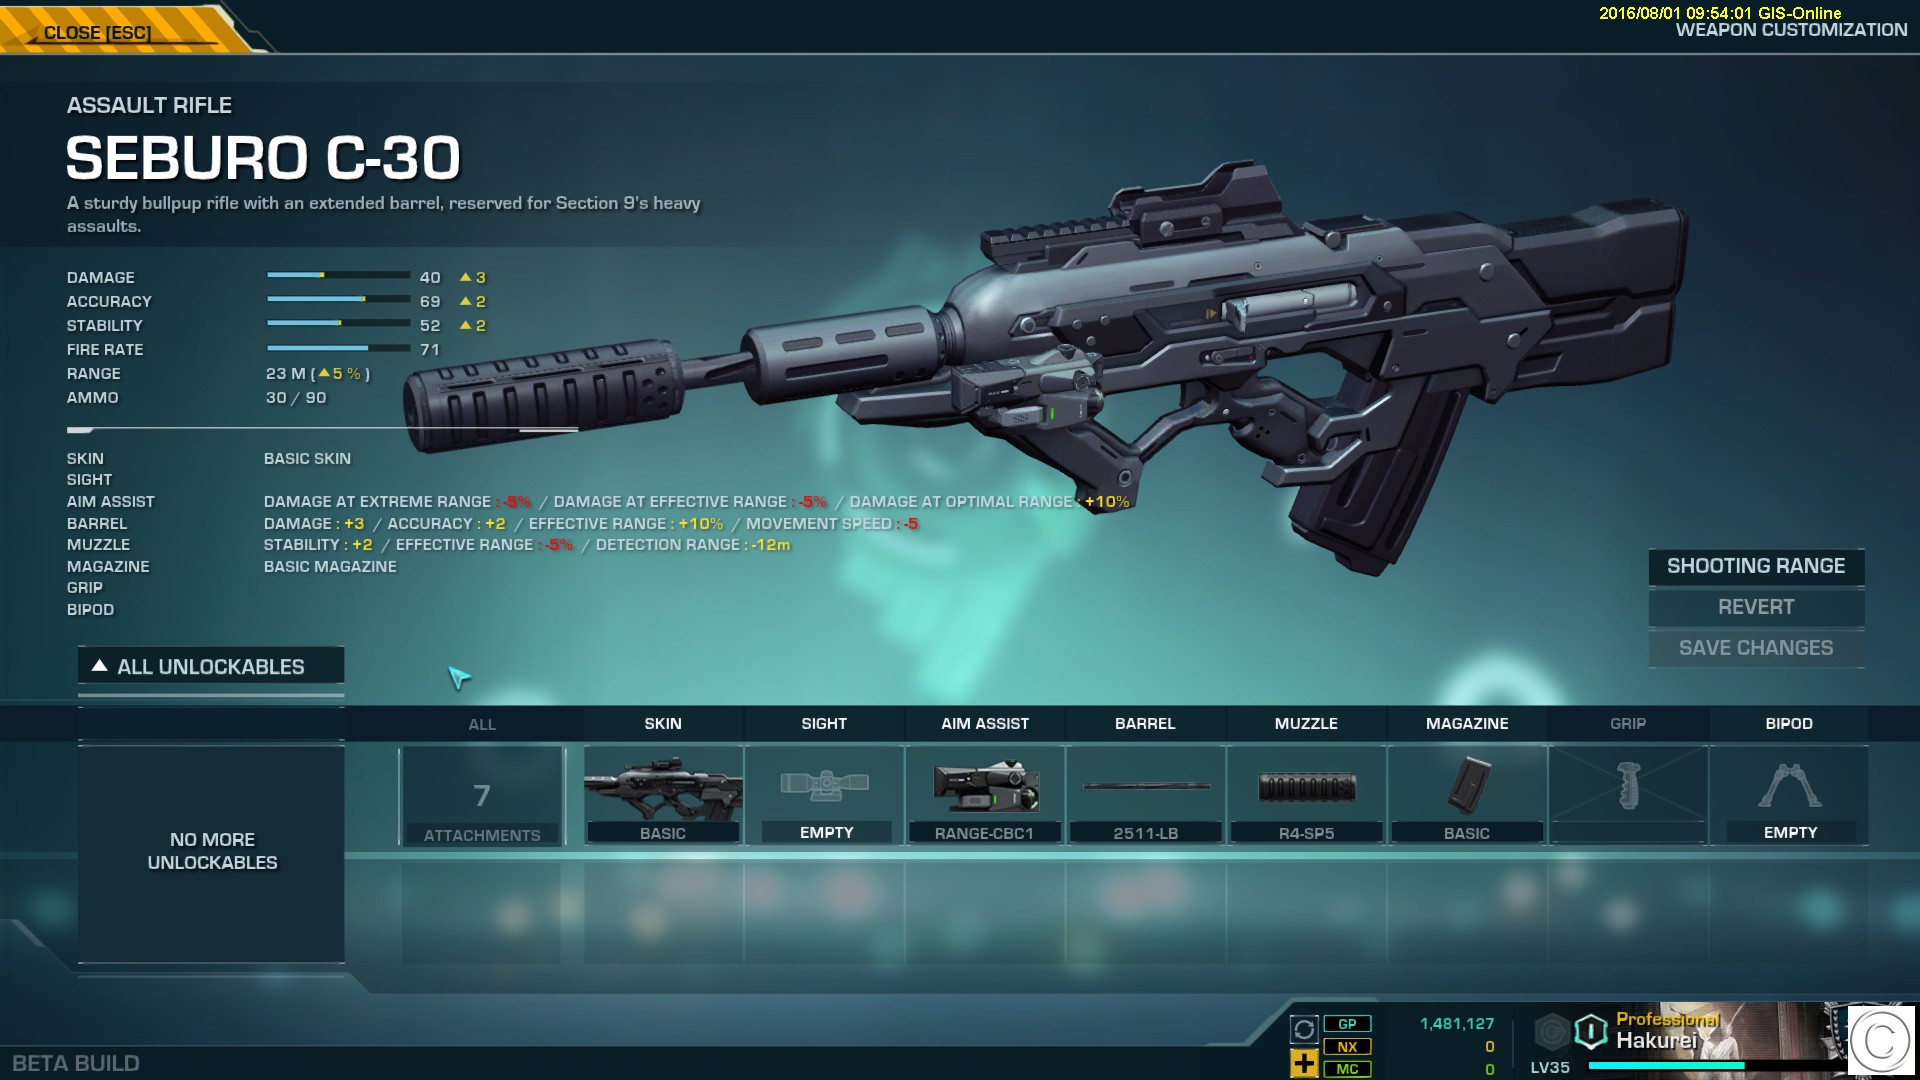 CLOSE [ESC]
2016/08/01 09:54:01 GIS-Online
WEAPON CUSTOMIZATION
ASSAULT RIFLE
SEBURO C-30
A sturdy bullpup rifle with an extended barrel, reserved for Section 9's heavy
assaults.
DAMAGE 40 ▲ 3
ACCURACY 69 ▲ 2
STABILITY 52 ▲ 2
FIRE RATE 71
RANGE 23 M (▲5 %)
AMMO 30 / 90
SKIN BASIC SKIN
SIGHT
AIM ASSIST DAMAGE AT EXTREME RANGE : -5% / DAMAGE AT EFFECTIVE RANGE : -5% / DAMAGE AT OPTIMAL RANGE : +10%
BARREL DAMAGE : +3 / ACCURACY : +2 / EFFECTIVE RANGE : +10% / MOVEMENT SPEED : -5
MUZZLE STABILITY : +2 / EFFECTIVE RANGE : -5% / DETECTION RANGE : -12m
MAGAZINE BASIC MAGAZINE
GRIP
BIPOD
SHOOTING RANGE
REVERT
SAVE CHANGES
▲ ALL UNLOCKABLES
ALL SKIN SIGHT AIM ASSIST BARREL MUZZLE MAGAZINE GRIP BIPOD
7
ATTACHMENTS BASIC EMPTY RANGE-CBC1 2511-LB R4-SP5 BASIC EMPTY
NO MORE
UNLOCKABLES
GP 1,481,127
NX 0
MC 0
Professional
Hakurei
LV35
C
BETA BUILD